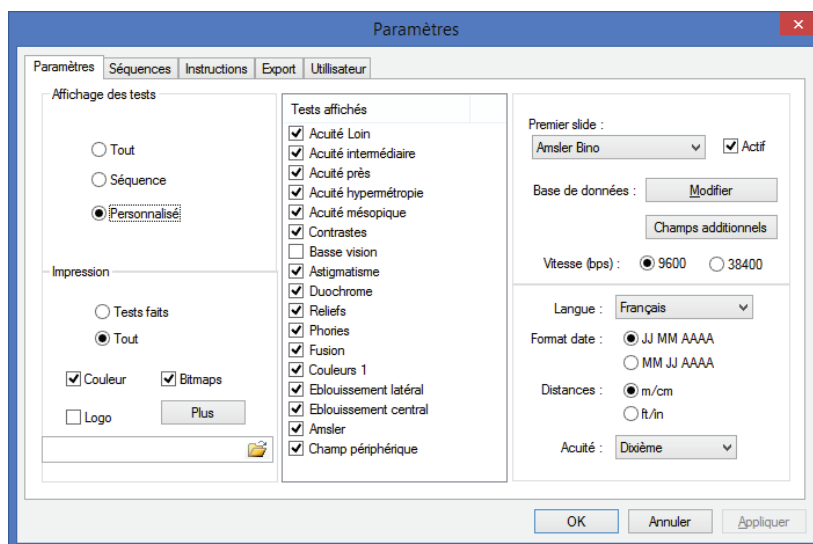 Paramètres
Paramètres Séquences Instructions Export Utilisateur
Affichage des tests
Tout
Séquence
Personnalisé
Impression
Tests faits
Tout
Couleur Bitmaps
Logo Plus
Tests affichés
Acuité Loin
Acuité intermédiaire
Acuité près
Acuité hypermétropie
Acuité mésopique
Contrastes
Basse vision
Astigmatisme
Duochrome
Reliefs
Phories
Fusion
Couleurs 1
Eblouissement latéral
Eblouissement central
Amsler
Champ périphérique
Premier slide :
Amsler Bino Actif
Base de données : Modifier
Champs additionnels
Vitesse (bps) : 9600 38400
Langue : Français
Format date : JJ MM AAAA
MM JJ AAAA
Distances : m/cm
ft/in
Acuité : Dixième
OK Annuler Appliquer